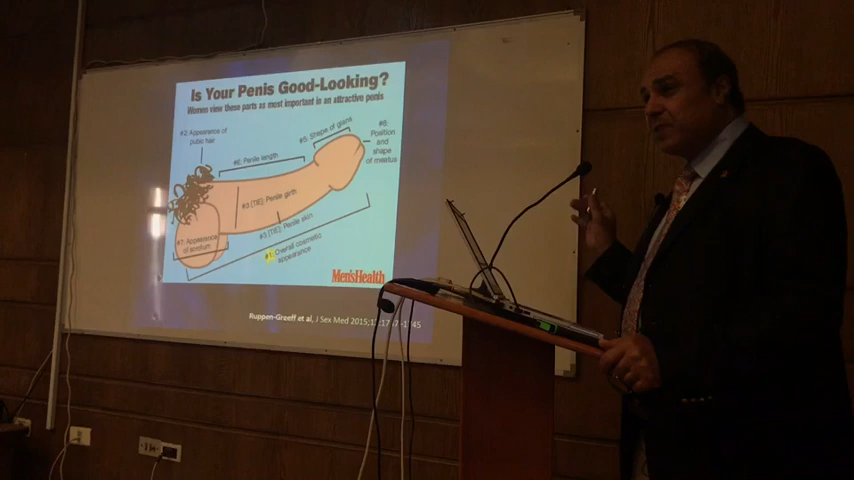 Is Your Penis Good-Looking?
Women view these parts as most important in an attractive penis
#2: Appearance of
pubic hair
#6: Penile length
#5: Shape of glans
#8:
Position
and
shape
of meatus
#3 (TIE): Penile girth
#3 (TIE): Penile skin
#7: Appearance
of scrotum
#1: Overall cosmetic
appearance
Men'sHealth
Ruppen-Greeff et al, J Sex Med 2015;